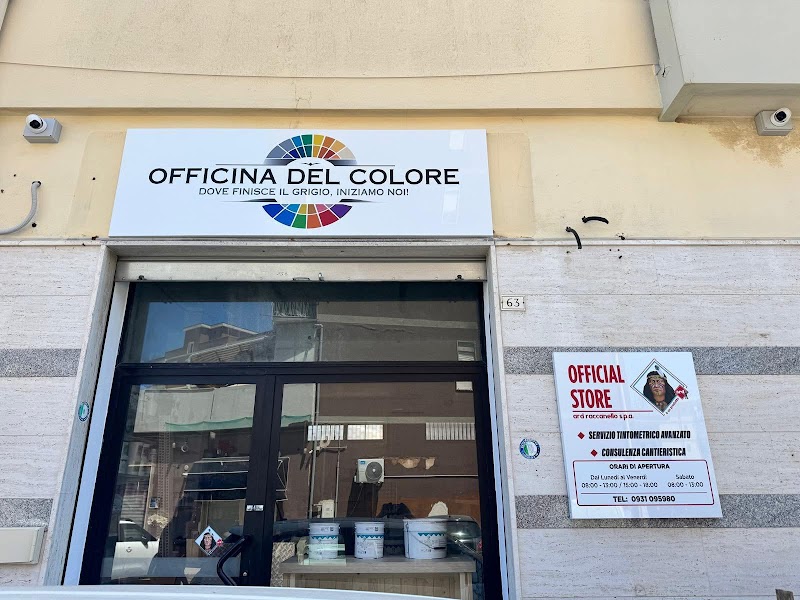 OFFICINA DEL COLORE
DOVE FINISCE IL GRIGIO, INIZIAMO NOI!
63
OFFICIAL
STORE
ard raccanello s.p.a.
SERVIZIO TINTOMETRICO AVANZATO
CONSULENZA CANTIERISTICA
ORARI DI APERTURA
Dal Lunedì al Venerdì Sabato
08:00 - 13:00 / 15:00 - 18:00 08:00 - 13:00
TEL: 0931 095980